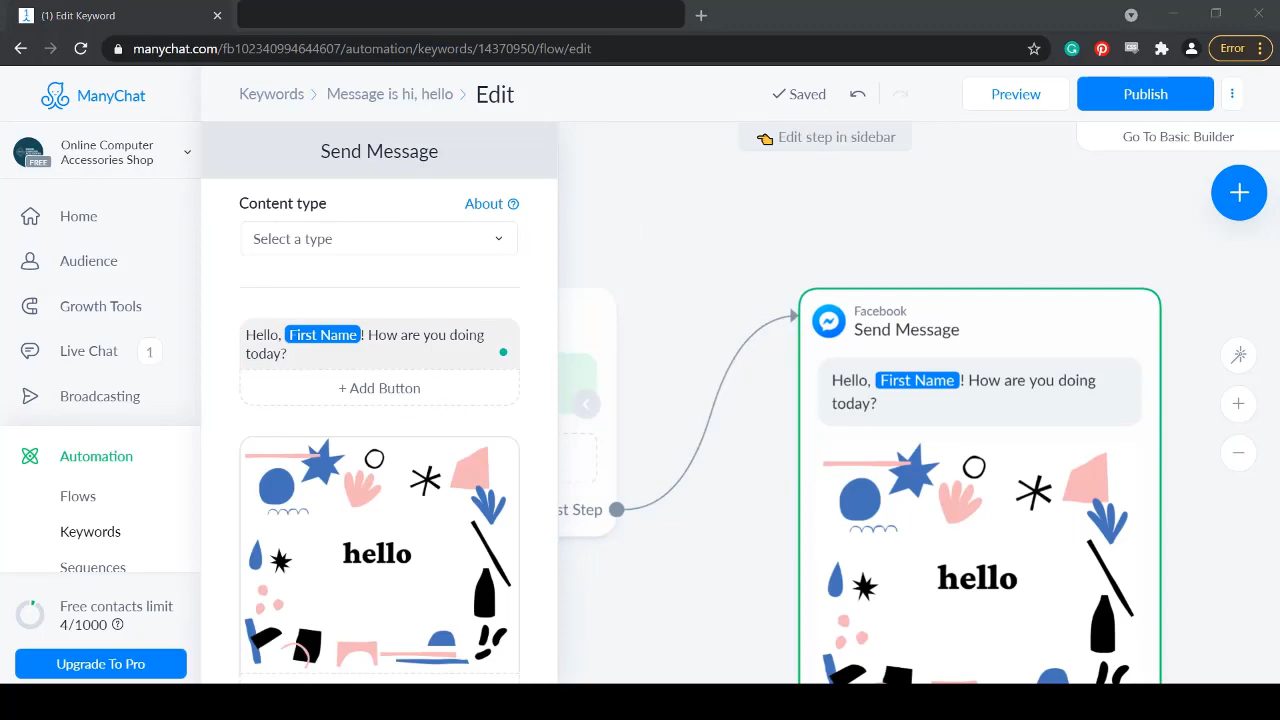 (1) Edit Keyword
manychat.com/fb102340994644607/automation/keywords/14370950/flow/edit
Error
ManyChat
Keywords > Message is hi, hello > Edit
Saved
Preview
Publish
Online Computer
Accessories Shop
FREE
Send Message
Edit step in sidebar
Go To Basic Builder
Home
Audience
Growth Tools
Live Chat 1
Broadcasting
Automation
Flows
Keywords
Sequences
Free contacts limit
4/1000
Upgrade To Pro
Content type
About
Select a type
Hello, First Name! How are you doing
today?
+ Add Button
hello
st Step
Facebook
Send Message
Hello, First Name! How are you doing
today?
hello